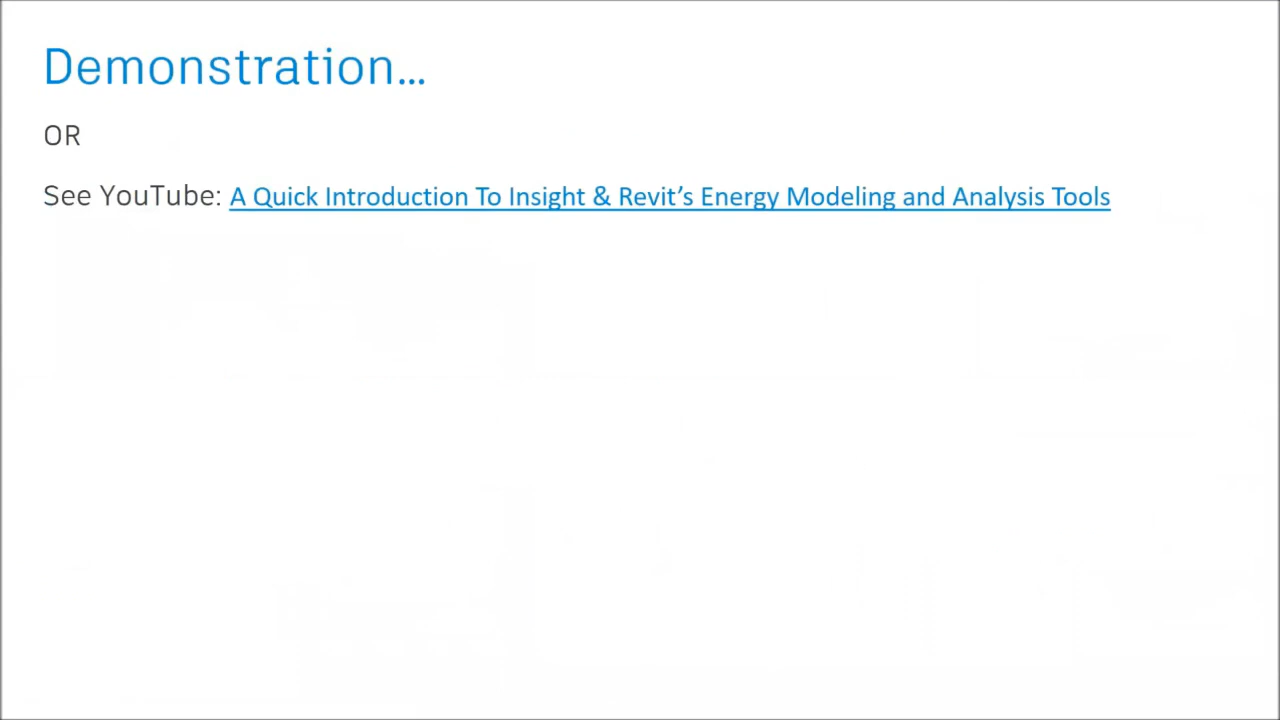 Demonstration…
OR
See YouTube: A Quick Introduction To Insight & Revit’s Energy Modeling and Analysis Tools